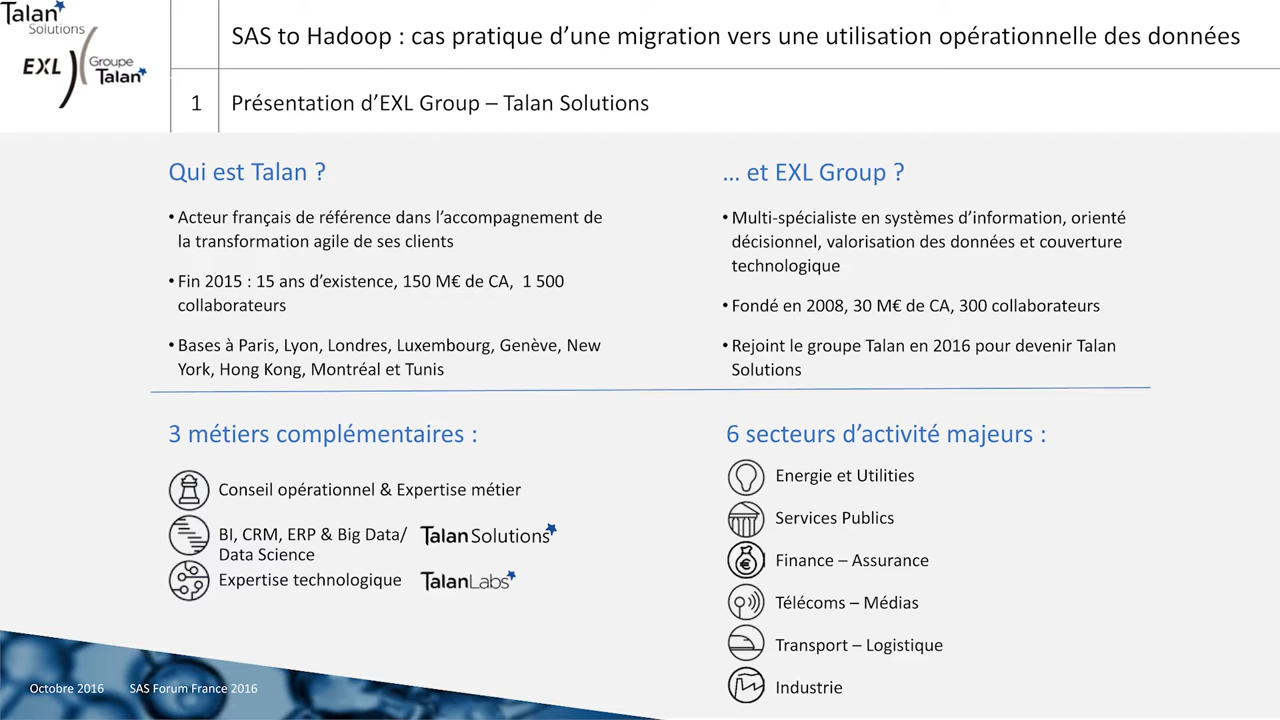 Talan
Solutions
EXL
Groupe
Talan
SAS to Hadoop : cas pratique d’une migration vers une utilisation opérationnelle des données
1
Présentation d’EXL Group – Talan Solutions
Qui est Talan ?
• Acteur français de référence dans l’accompagnement de
la transformation agile de ses clients
• Fin 2015 : 15 ans d’existence, 150 M€ de CA, 1 500
collaborateurs
• Bases à Paris, Lyon, Londres, Luxembourg, Genève, New
York, Hong Kong, Montréal et Tunis
... et EXL Group ?
• Multi-spécialiste en systèmes d’information, orienté
décisionnel, valorisation des données et couverture
technologique
• Fondé en 2008, 30 M€ de CA, 300 collaborateurs
• Rejoint le groupe Talan en 2016 pour devenir Talan
Solutions
3 métiers complémentaires :
Conseil opérationnel & Expertise métier
BI, CRM, ERP & Big Data/
Data Science
Talan Solutions
Expertise technologique
TalanLabs
6 secteurs d’activité majeurs :
Energie et Utilities
Services Publics
€
Finance – Assurance
Télécoms – Médias
Transport – Logistique
Industrie
Octobre 2016
SAS Forum France 2016